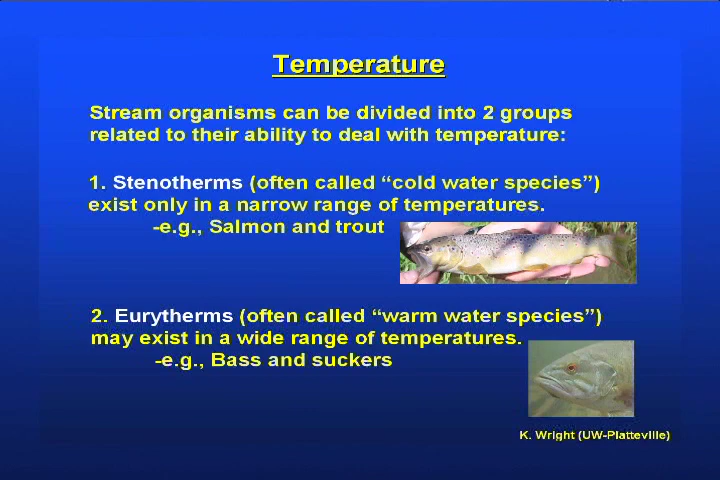 Temperature
Stream organisms can be divided into 2 groups
related to their ability to deal with temperature:
1. Stenotherms (often called “cold water species”)
exist only in a narrow range of temperatures.
-e.g., Salmon and trout
2. Eurytherms (often called “warm water species”)
may exist in a wide range of temperatures.
-e.g., Bass and suckers
K. Wright (UW-Platteville)